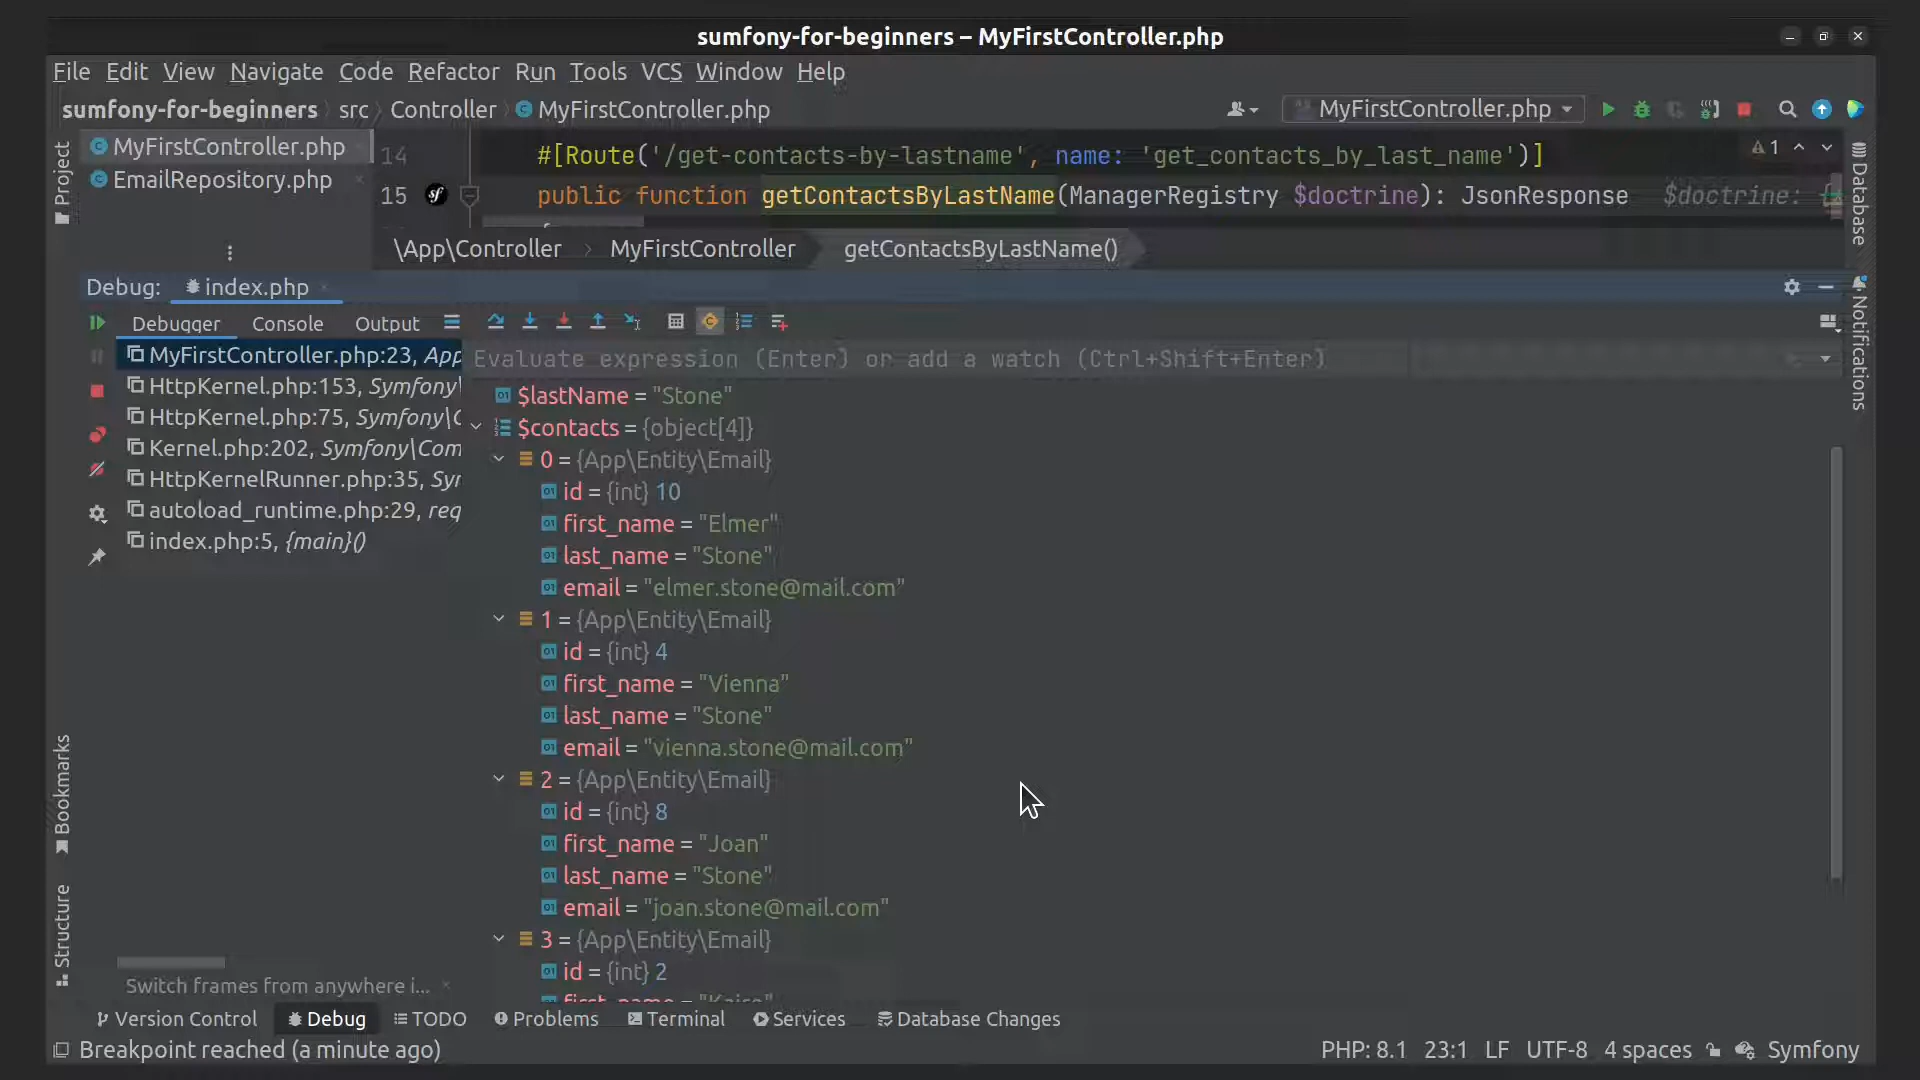 sumfony-for-beginners – MyFirstController.php
File Edit View Navigate Code Refactor Run Tools VCS Window Help
sumfony-for-beginners src Controller MyFirstController.php
MyFirstController.php
Project
MyFirstController.php
EmailRepository.php
14 #[Route('/get-contacts-by-lastname', name: 'get_contacts_by_last_name')]
1
15 public function getContactsByLastName(ManagerRegistry $doctrine): JsonResponse $doctrine: {
\App\Controller MyFirstController getContactsByLastName()
Database
Notifications
Debug: index.php
Debugger Console Output
MyFirstController.php:23, App
HttpKernel.php:153, Symfony\
HttpKernel.php:75, Symfony\C
Kernel.php:202, Symfony\Com
HttpKernelRunner.php:35, Syr
autoload_runtime.php:29, req
index.php:5, {main}()
Evaluate expression (Enter) or add a watch (Ctrl+Shift+Enter)
$lastName = "Stone"
$contacts = {object[4]}
0 = {App\Entity\Email}
id = {int} 10
first_name = "Elmer"
last_name = "Stone"
email = "elmer.stone@mail.com"
1 = {App\Entity\Email}
id = {int} 4
first_name = "Vienna"
last_name = "Stone"
email = "vienna.stone@mail.com"
2 = {App\Entity\Email}
id = {int} 8
first_name = "Joan"
last_name = "Stone"
email = "joan.stone@mail.com"
3 = {App\Entity\Email}
id = {int} 2
first_name =
Bookmarks
Structure
Switch frames from anywhere i...
Version Control Debug TODO Problems Terminal Services Database Changes
Breakpoint reached (a minute ago)
PHP: 8.1 23:1 LF UTF-8 4 spaces Symfony